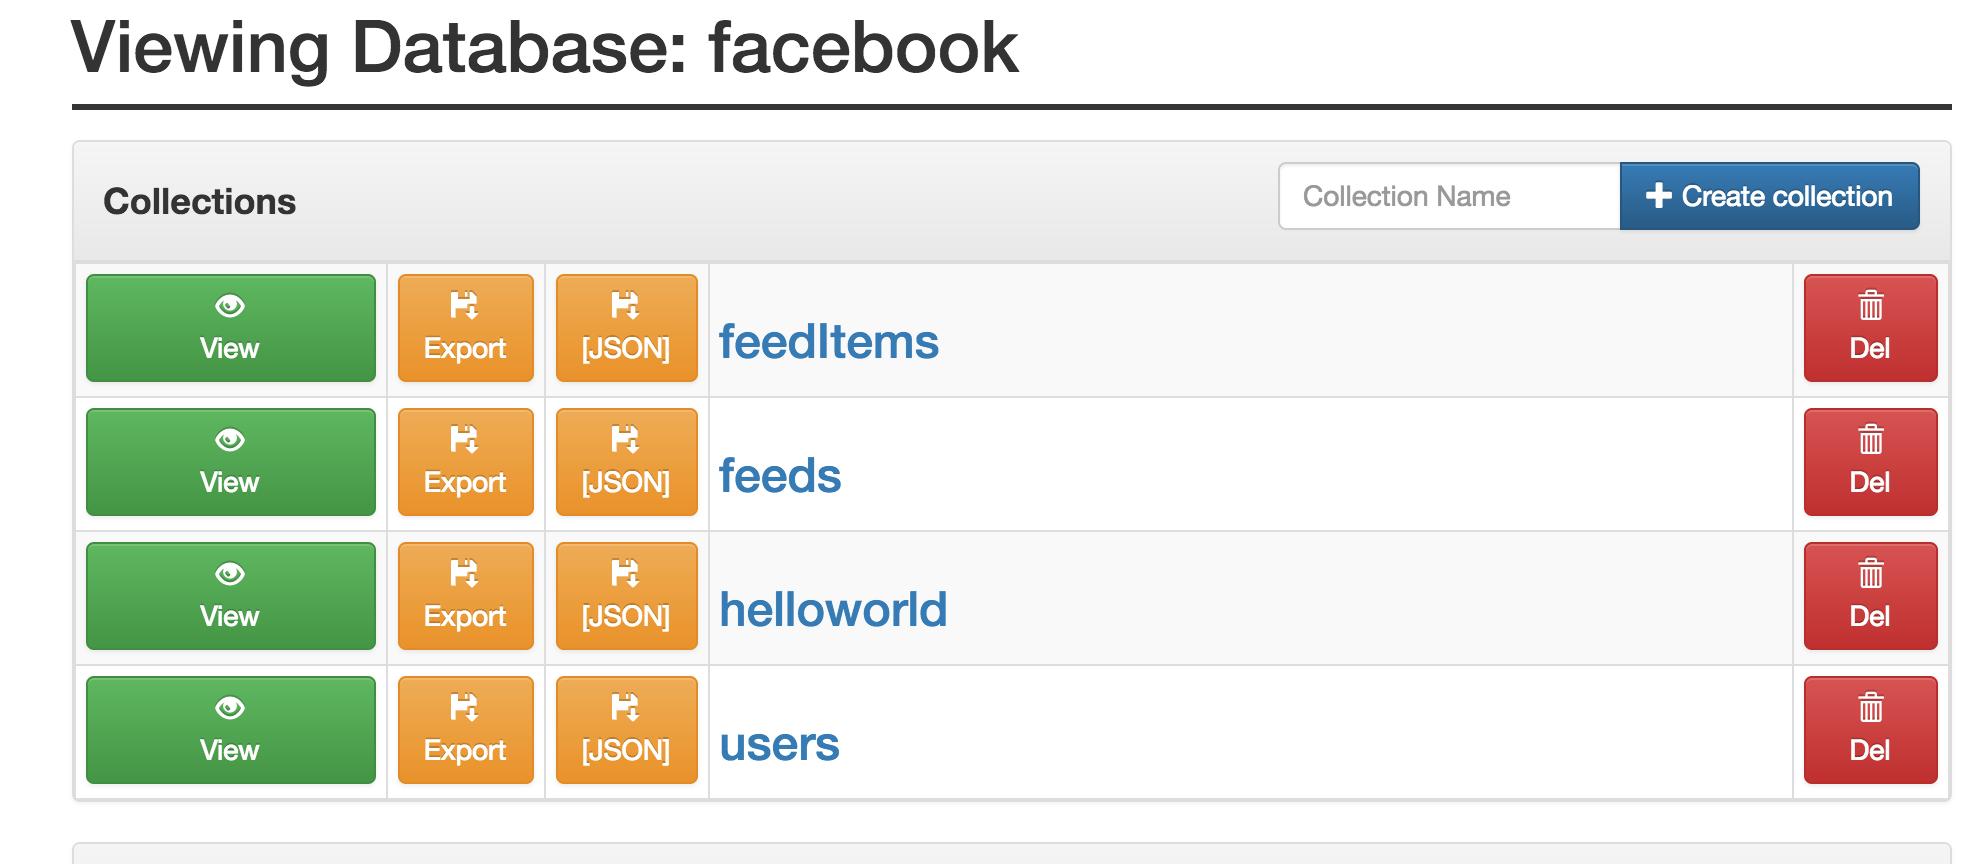 Viewing Database: facebook
Collections
Collection Name
Create collection
View Export [JSON] feedItems Del
View Export [JSON] feeds Del
View Export [JSON] helloworld Del
View Export [JSON] users Del